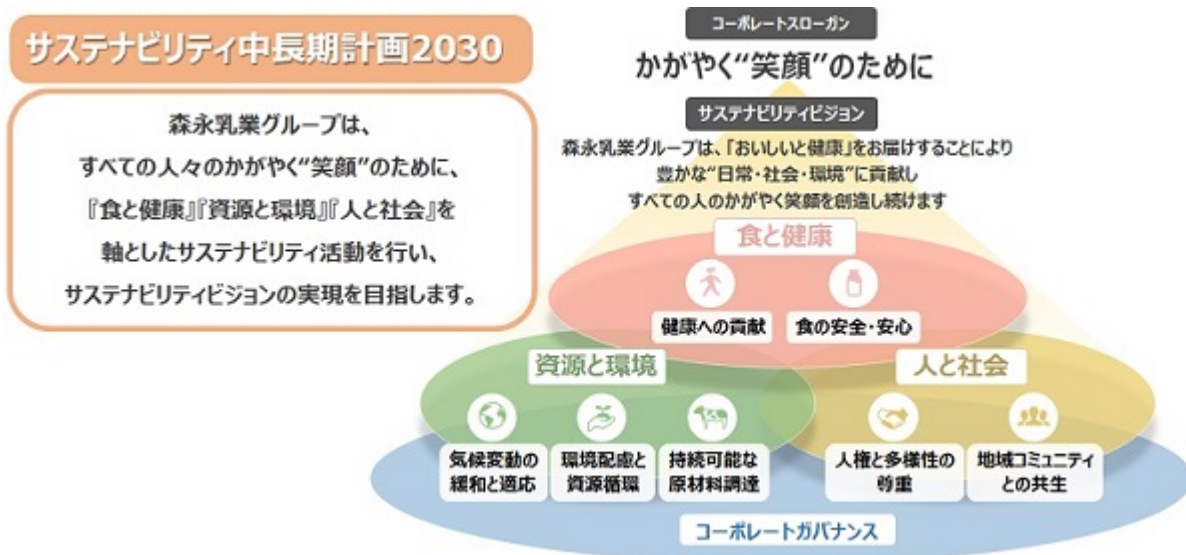 サステナビリティ中長期計画2030
森永乳業グループは、
すべての人々のかがやく“笑顔”のために、
『食と健康』『資源と環境』『人と社会』を
軸としたサステナビリティ活動を行い、
サステナビリティビジョンの実現を目指します。
コーポレートスローガン
かがやく“笑顔”のために
サステナビリティビジョン
森永乳業グループは、「おいしいと健康」をお届けすることにより
豊かな“日常・社会・環境”に貢献し
すべての人のかがやく笑顔を創造し続けます
食と健康
健康への貢献
食の安全・安心
資源と環境
気候変動の
緩和と適応
環境配慮と
資源循環
持続可能な
原材料調達
人と社会
人権と多様性の
尊重
地域コミュニティ
との共生
コーポレートガバナンス